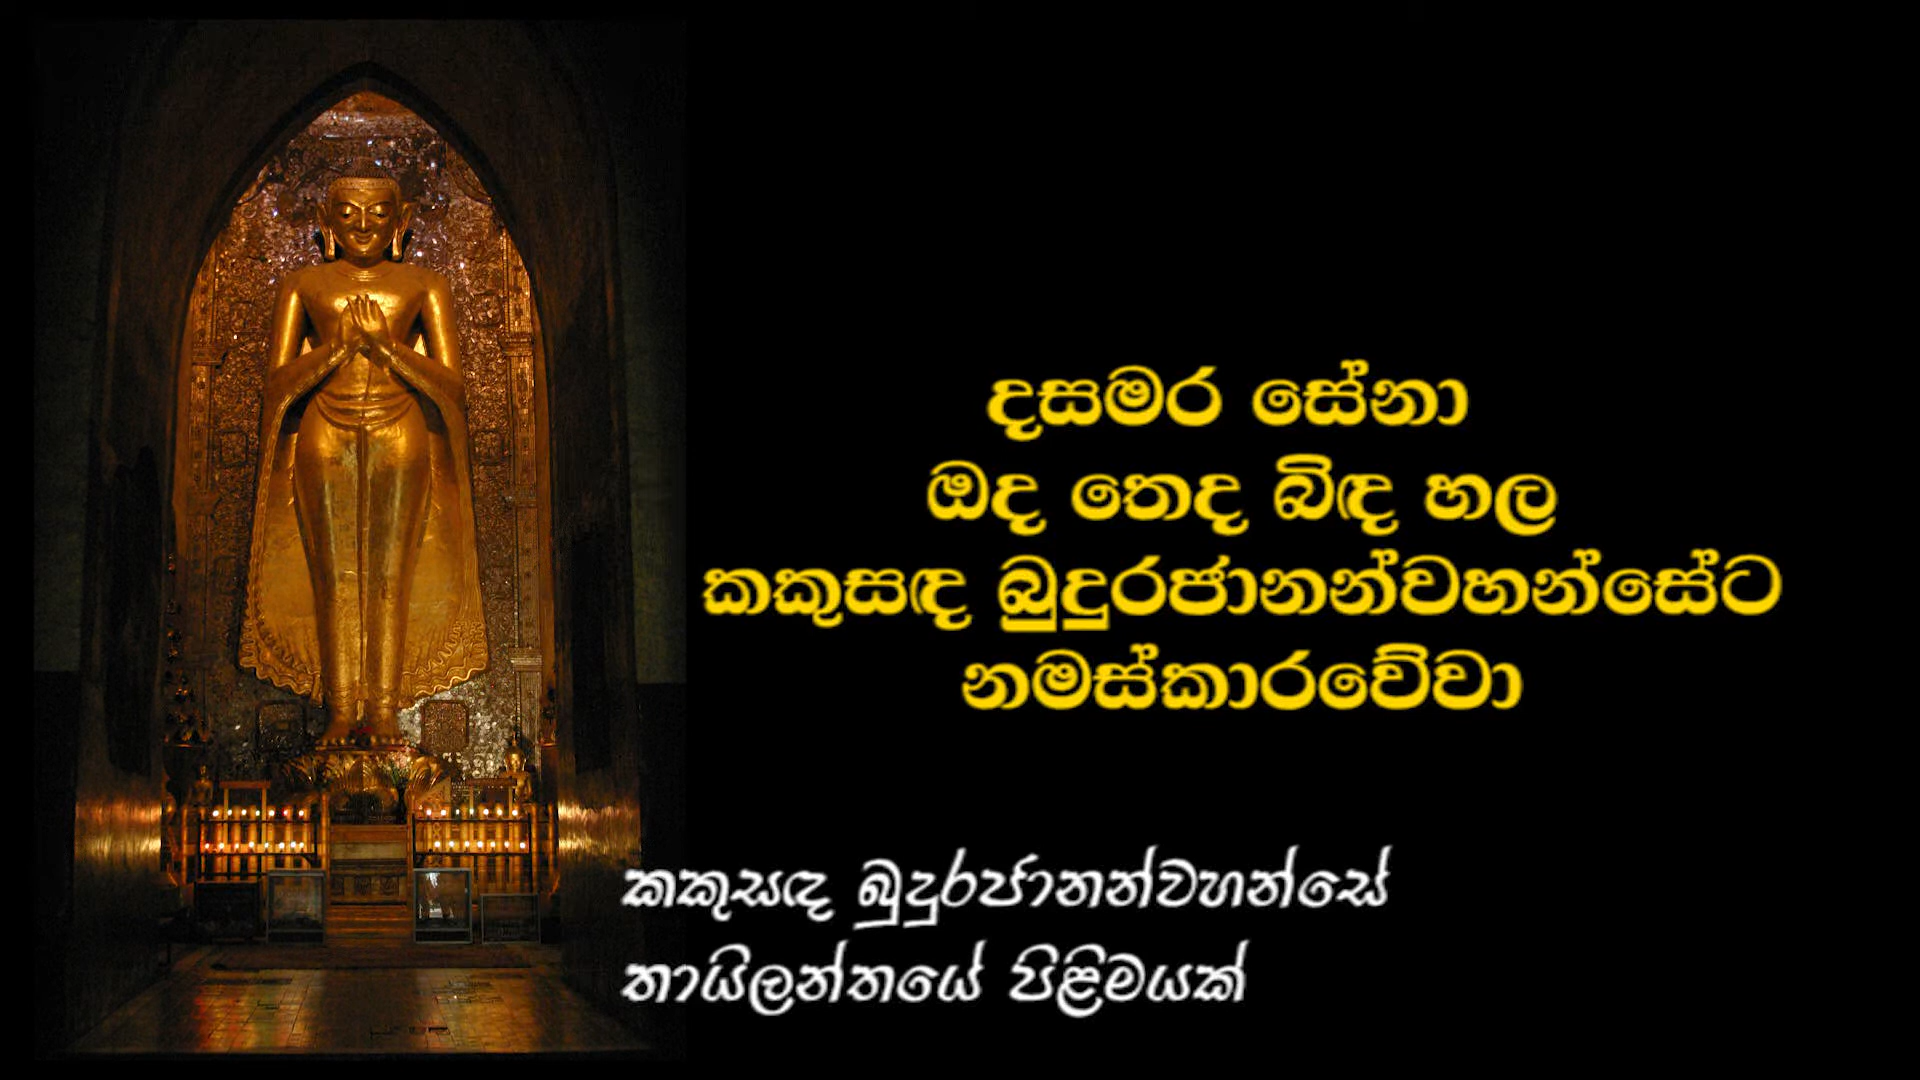 දසමර සේනා
ඔද තෙද බිඳ හල
කකුසඳ බුදුරජානන්වහන්සේට
නමස්කාරවේවා
කකුසඳ බුදුරජානන්වහන්සේ
තායිලන්තයේ පිළිමයක්